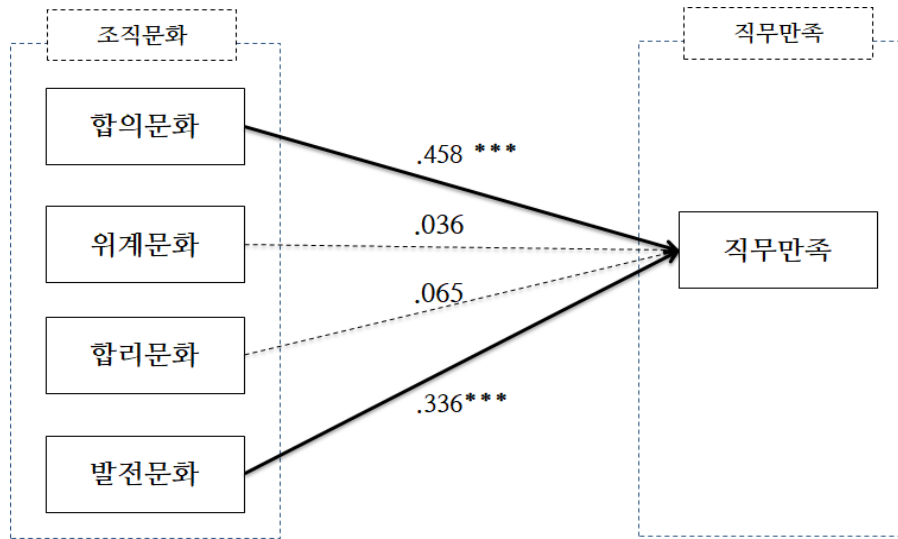 조직문화
직무만족
합의문화
.458 ***
위계문화
.036
직무만족
.065
합리문화
.336***
발전문화